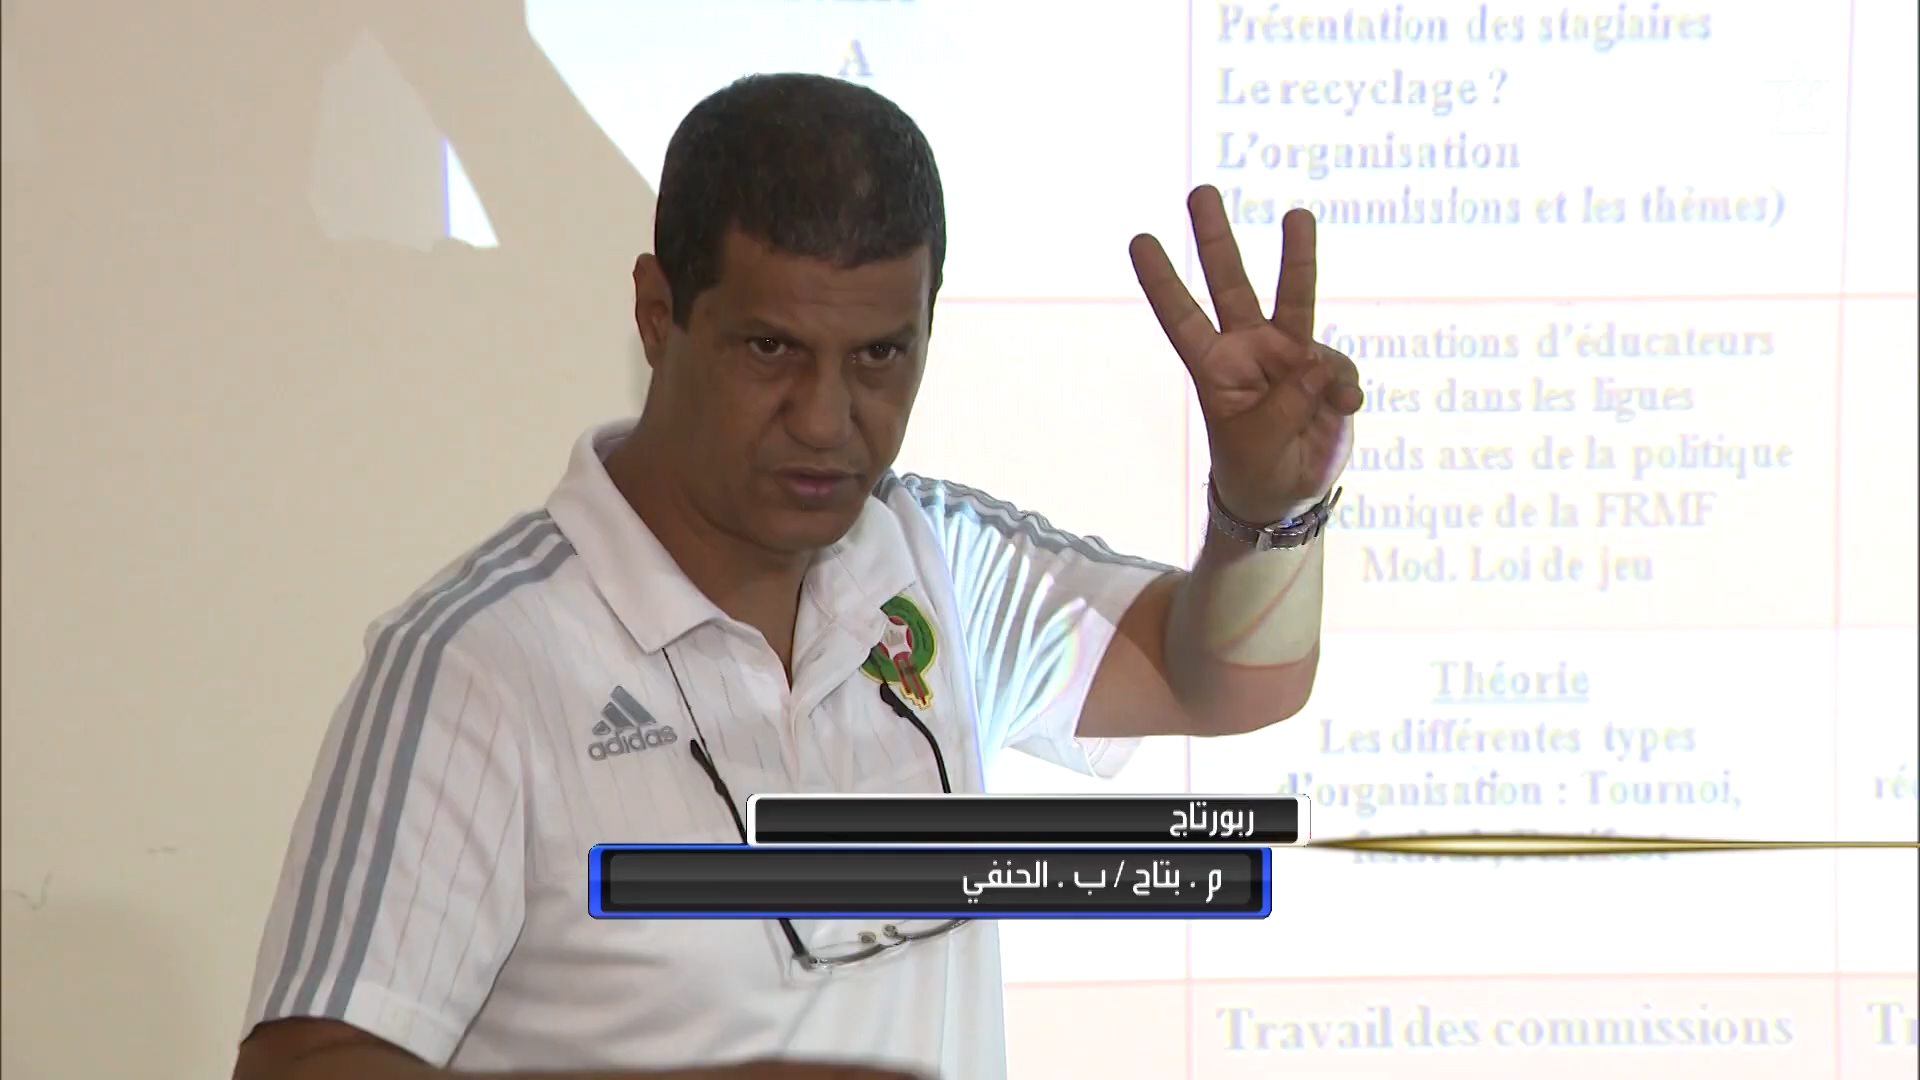 A
Présentation des stagiaires
Le recyclage ?
L'organisation
(les commissions et les thèmes)
formations d'éducateurs
dans les ligues
axes de la politique
de la FRMF
Mod. Loi de jeu
Théorie
Les différentes types
d'organisation : Tournoi,
Travail des commissions
adidas
ربورتاج
م . بتاح / ب . الحنفي